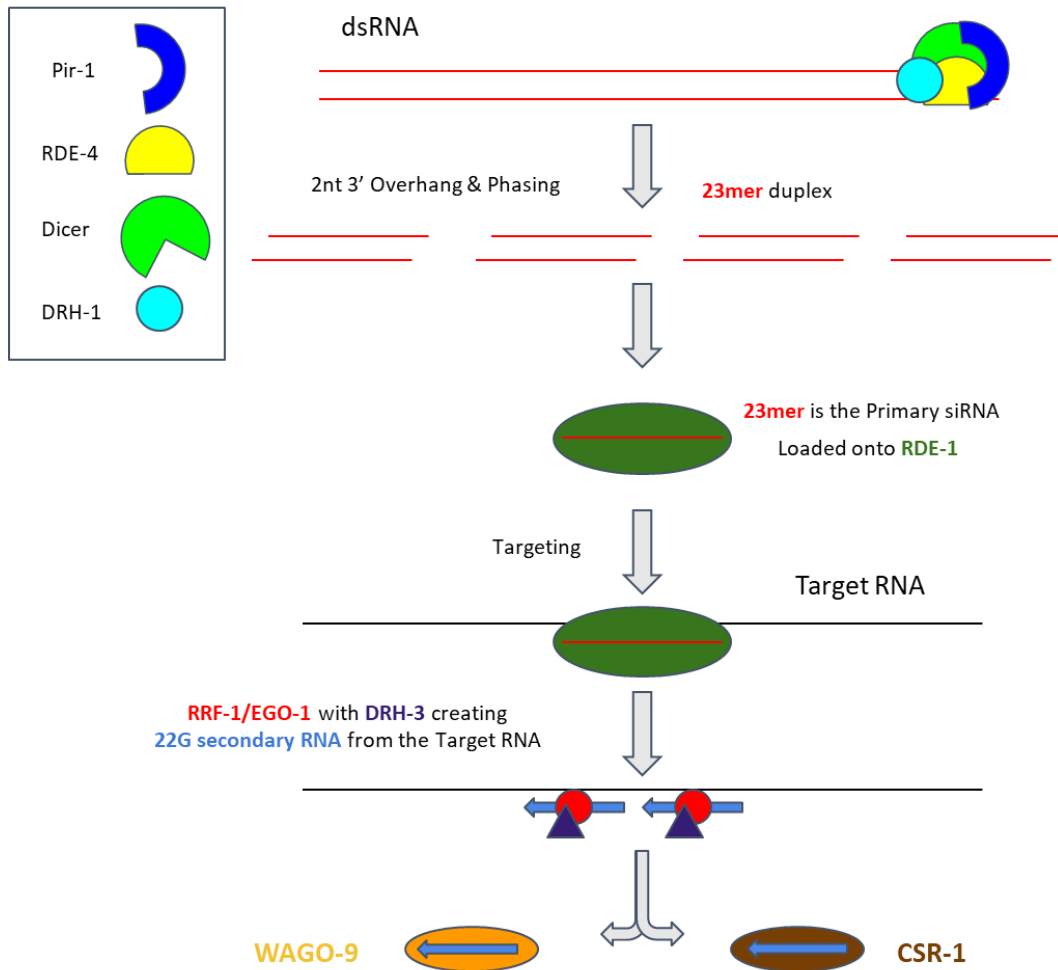 dsRNA
Pir-1
RDE-4
Dicer
DRH-1
2nt 3’ Overhang & Phasing
23mer duplex
23mer is the Primary siRNA
Loaded onto RDE-1
Targeting
Target RNA
RRF-1/EGO-1 with DRH-3 creating
22G secondary RNA from the Target RNA
WAGO-9
CSR-1